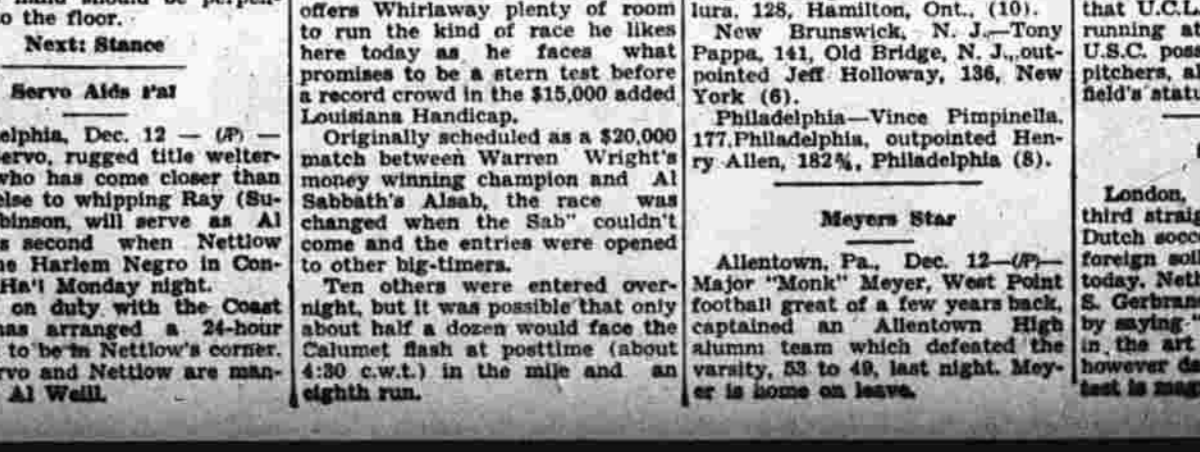 o the floor.
Next: Stance
Servo Aids Pal
elphia, Dec. 12 — (AP) —
ervo, rugged title welter-
who has come closer than
else to whipping Ray (Su-
binson, will serve as Al
s second when Nettlow
he Harlem Negro in Con-
Ha'l Monday night.
on duty with the Coast
has arranged a 24-hour
to be in Nettlow's corner.
rvo and Nettlow are man-
Al Weill.
offers Whirlaway plenty of room
to run the kind of race he likes
here today as he faces what
promises to be a stern test before
a record crowd in the $15,000 added
Louisiana Handicap.
Originally scheduled as a $20,000
match between Warren Wright's
money winning champion and Al
Sabbath's Alsab, the race was
changed when the Sab" couldn't
come and the entries were opened
to other big-timers.
Ten others were entered over-
night, but it was possible that only
about half a dozen would face the
Calumet flash at posttime (about
4:30 c.w.t.) in the mile and an
eighth run.
lura, 128, Hamilton, Ont., (10).
New Brunswick, N. J.—Tony
Pappa, 141, Old Bridge, N. J., out-
pointed Jeff Holloway, 136, New
York (6).
Philadelphia—Vince Pimpinella,
177, Philadelphia, outpointed Hen-
ry Allen, 182¾, Philadelphia (8).
Meyers Star
Allentown, Pa., Dec. 12—(AP)—
Major "Monk" Meyer, West Point
football great of a few years back,
captained an Allentown High
alumni team which defeated the
varsity, 53 to 49, last night. Mey-
er is home on leave.
that U.C.L
running a
U.S.C. pos
pitchers, a
field's statu
London,
third strai
Dutch socc
foreign soil
today. Net
S. Gerbran
by saying
in the art
however d
test is mag